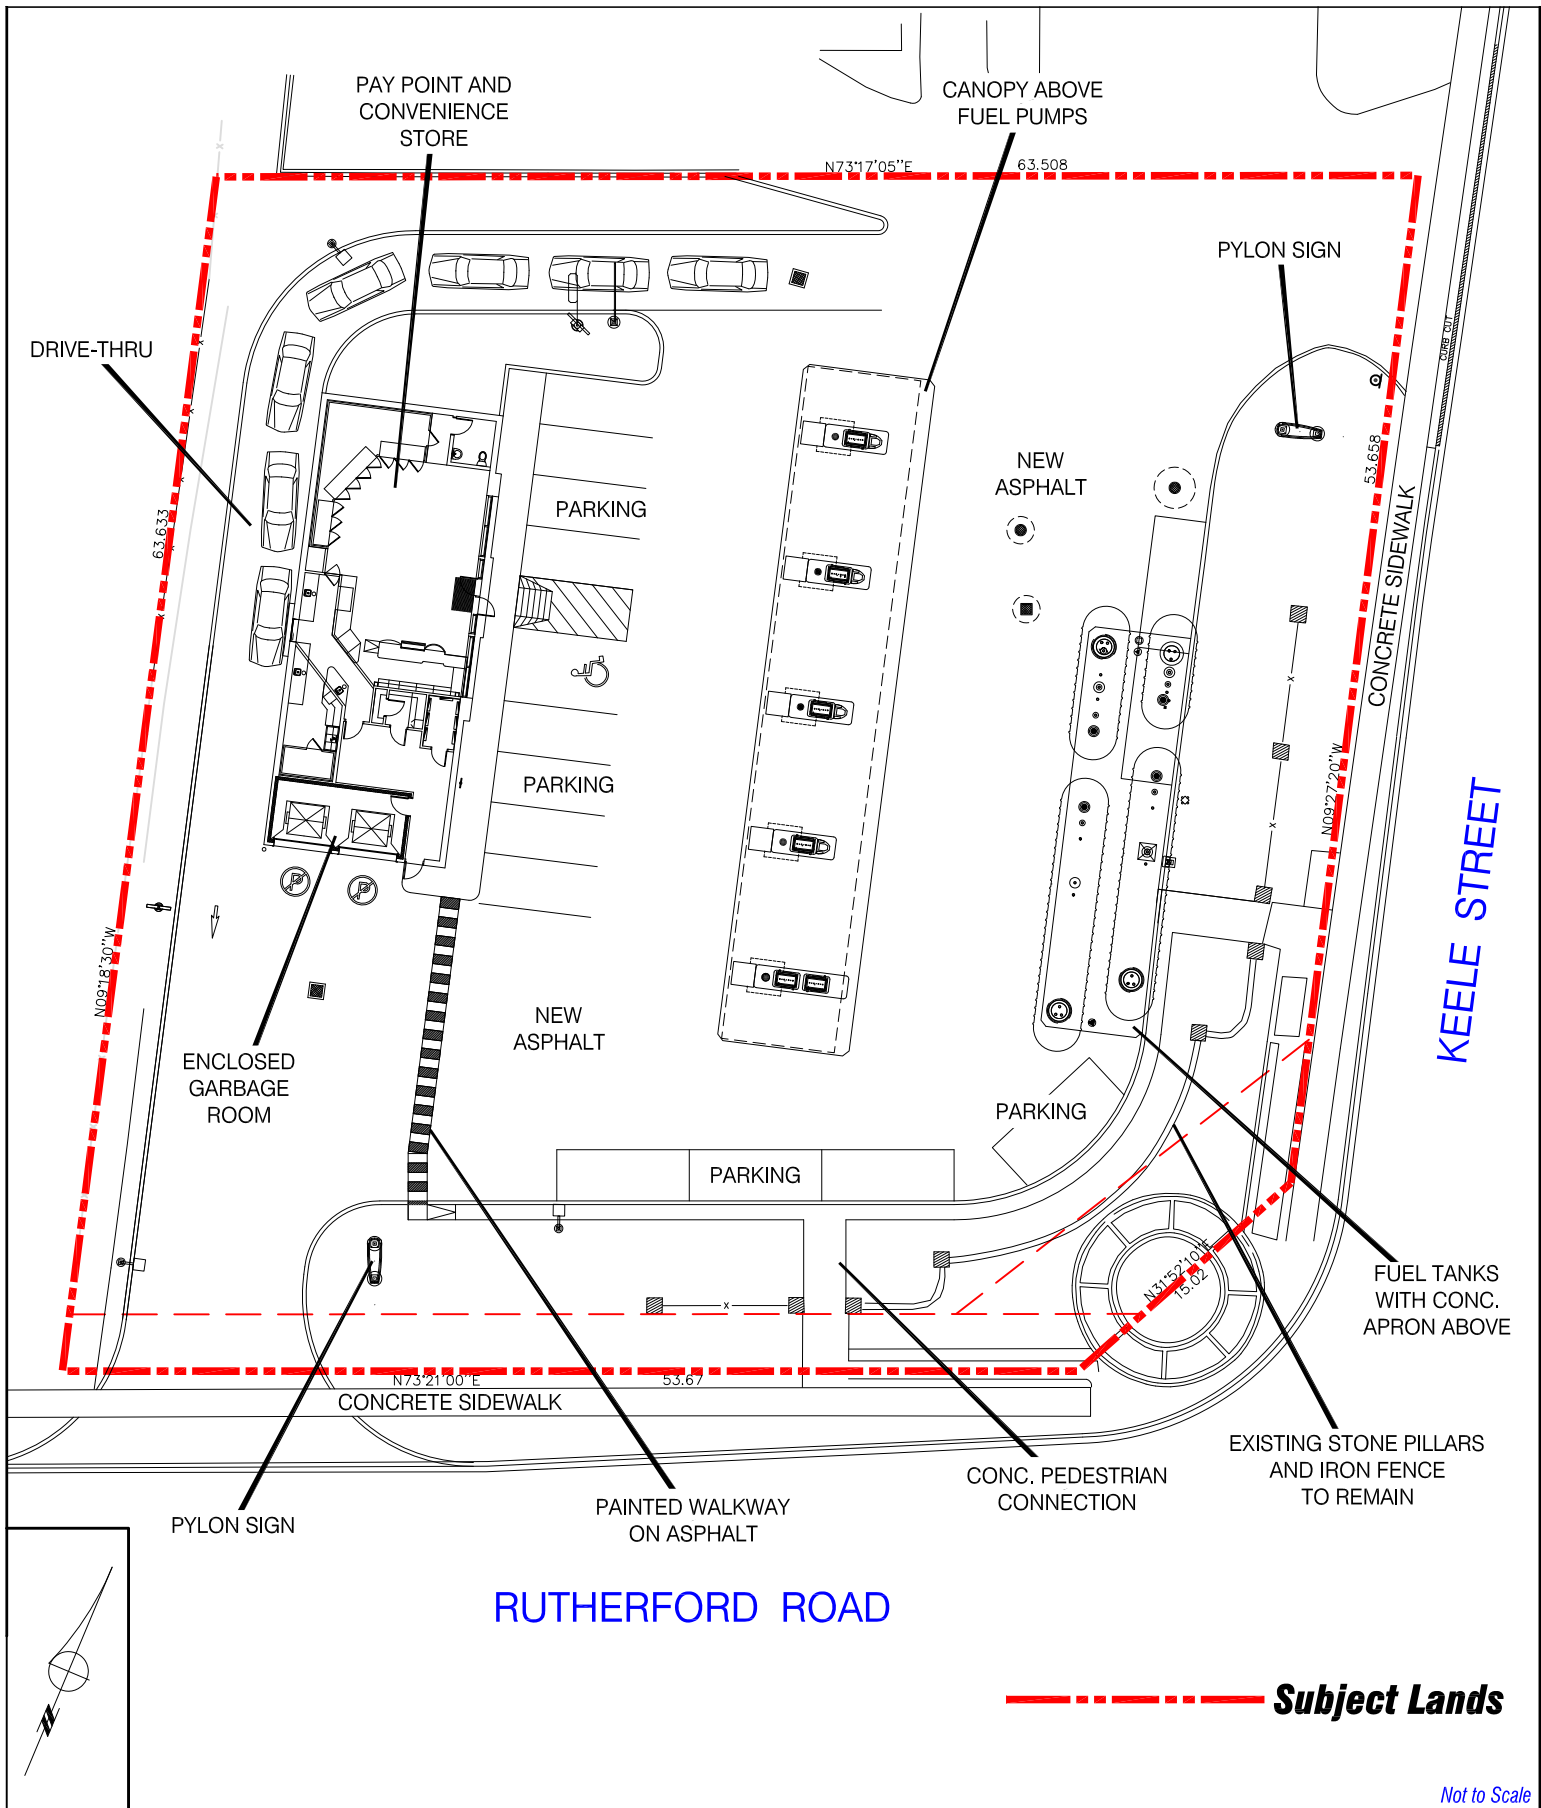 PAY POINT AND
CONVENIENCE
STORE
CANOPY ABOVE
FUEL PUMPS
N73°17'05"E
63.508
PYLON SIGN
DRIVE-THRU
CURB CUT
53.658
NEW
ASPHALT
PARKING
63.633
CONCRETE SIDEWALK
PARKING
N09°27'20"W
KEELE STREET
N09°18'30"W
NEW
ASPHALT
ENCLOSED
GARBAGE
ROOM
PARKING
PARKING
N31°52'10"E
15.02
FUEL TANKS
WITH CONC.
APRON ABOVE
N73°21'00"E
53.67
CONCRETE SIDEWALK
EXISTING STONE PILLARS
AND IRON FENCE
TO REMAIN
CONC. PEDESTRIAN
CONNECTION
PAINTED WALKWAY
ON ASPHALT
PYLON SIGN
RUTHERFORD ROAD
Subject Lands
Not to Scale